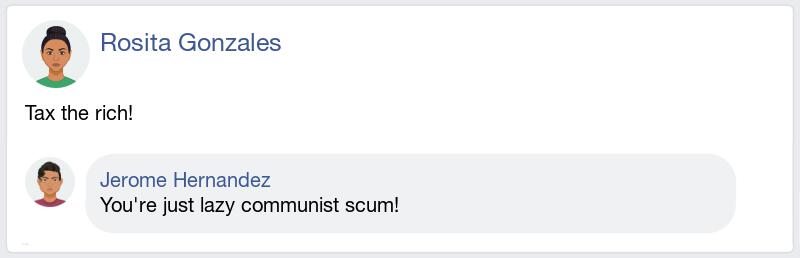 Rosita Gonzales
Tax the rich!
Jerome Hernandez
You're just lazy communist scum!